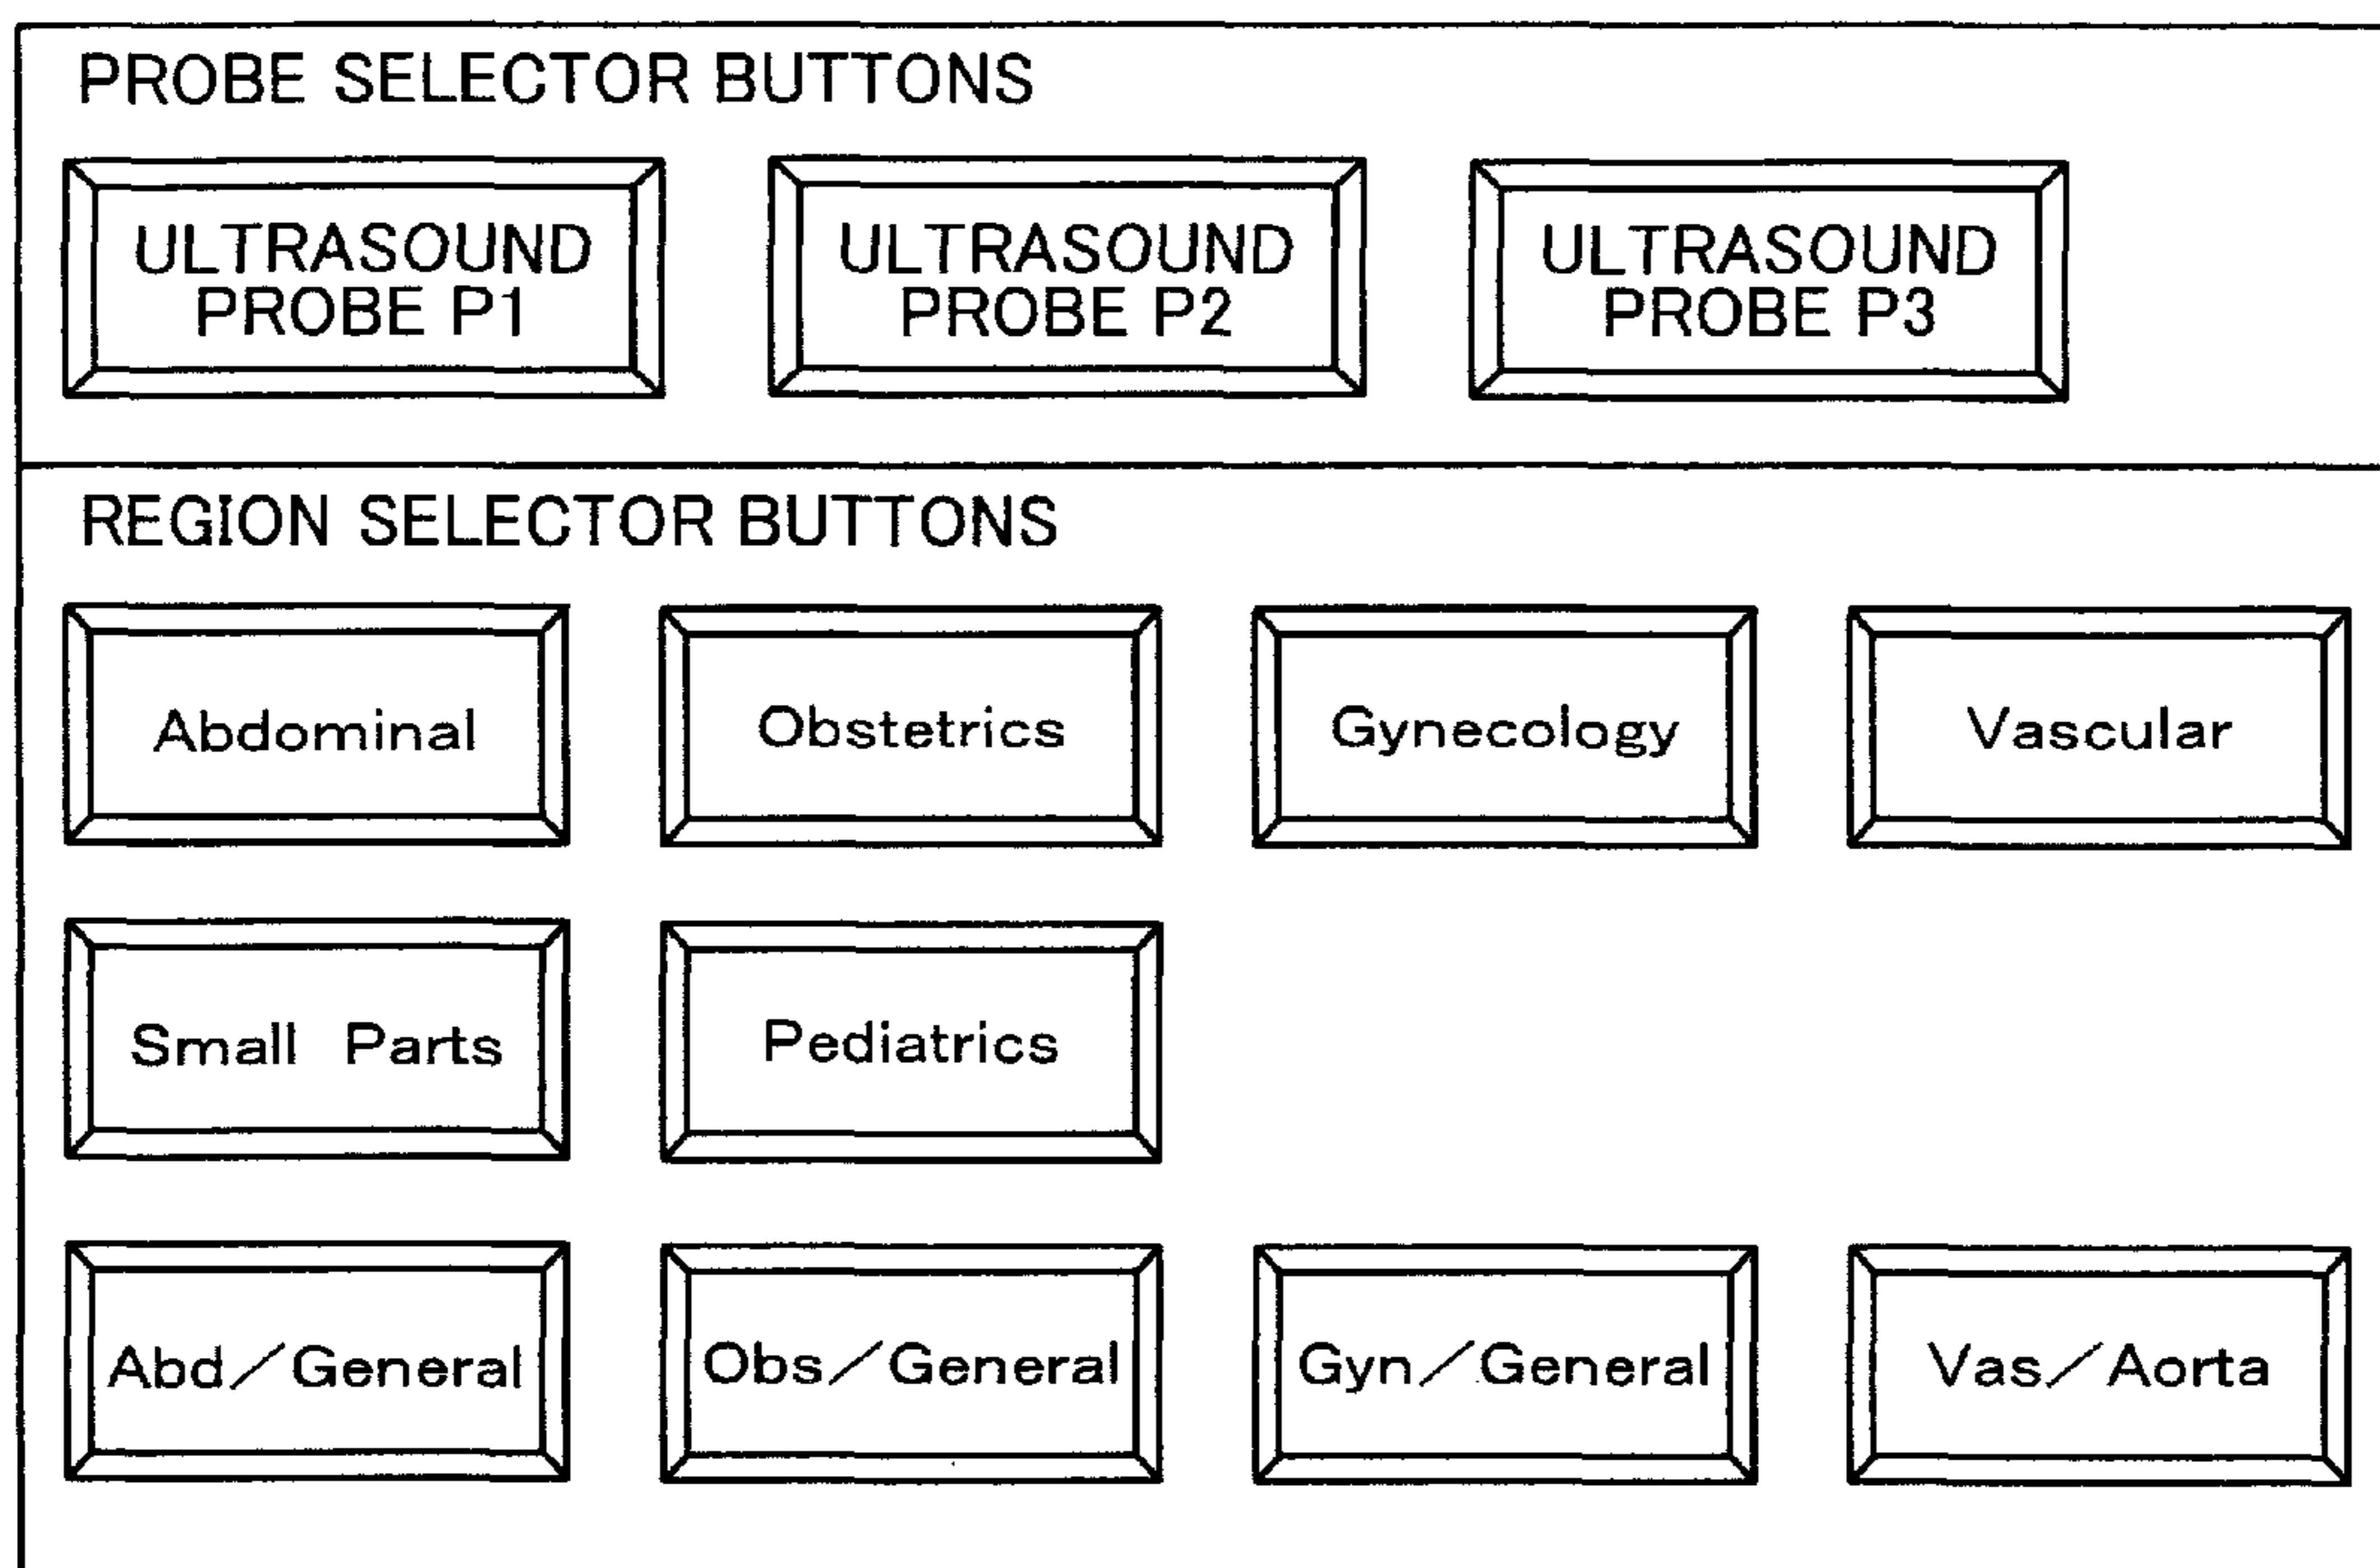 PROBE SELECTOR BUTTONS
ULTRASOUND
PROBE P1
ULTRASOUND
PROBE P2
ULTRASOUND
PROBE P3
REGION SELECTOR BUTTONS
Abdominal
Obstetrics
Gynecology
Vascular
Small Parts
Pediatrics
Abd/General
Obs/General
Gyn/General
Vas/Aorta